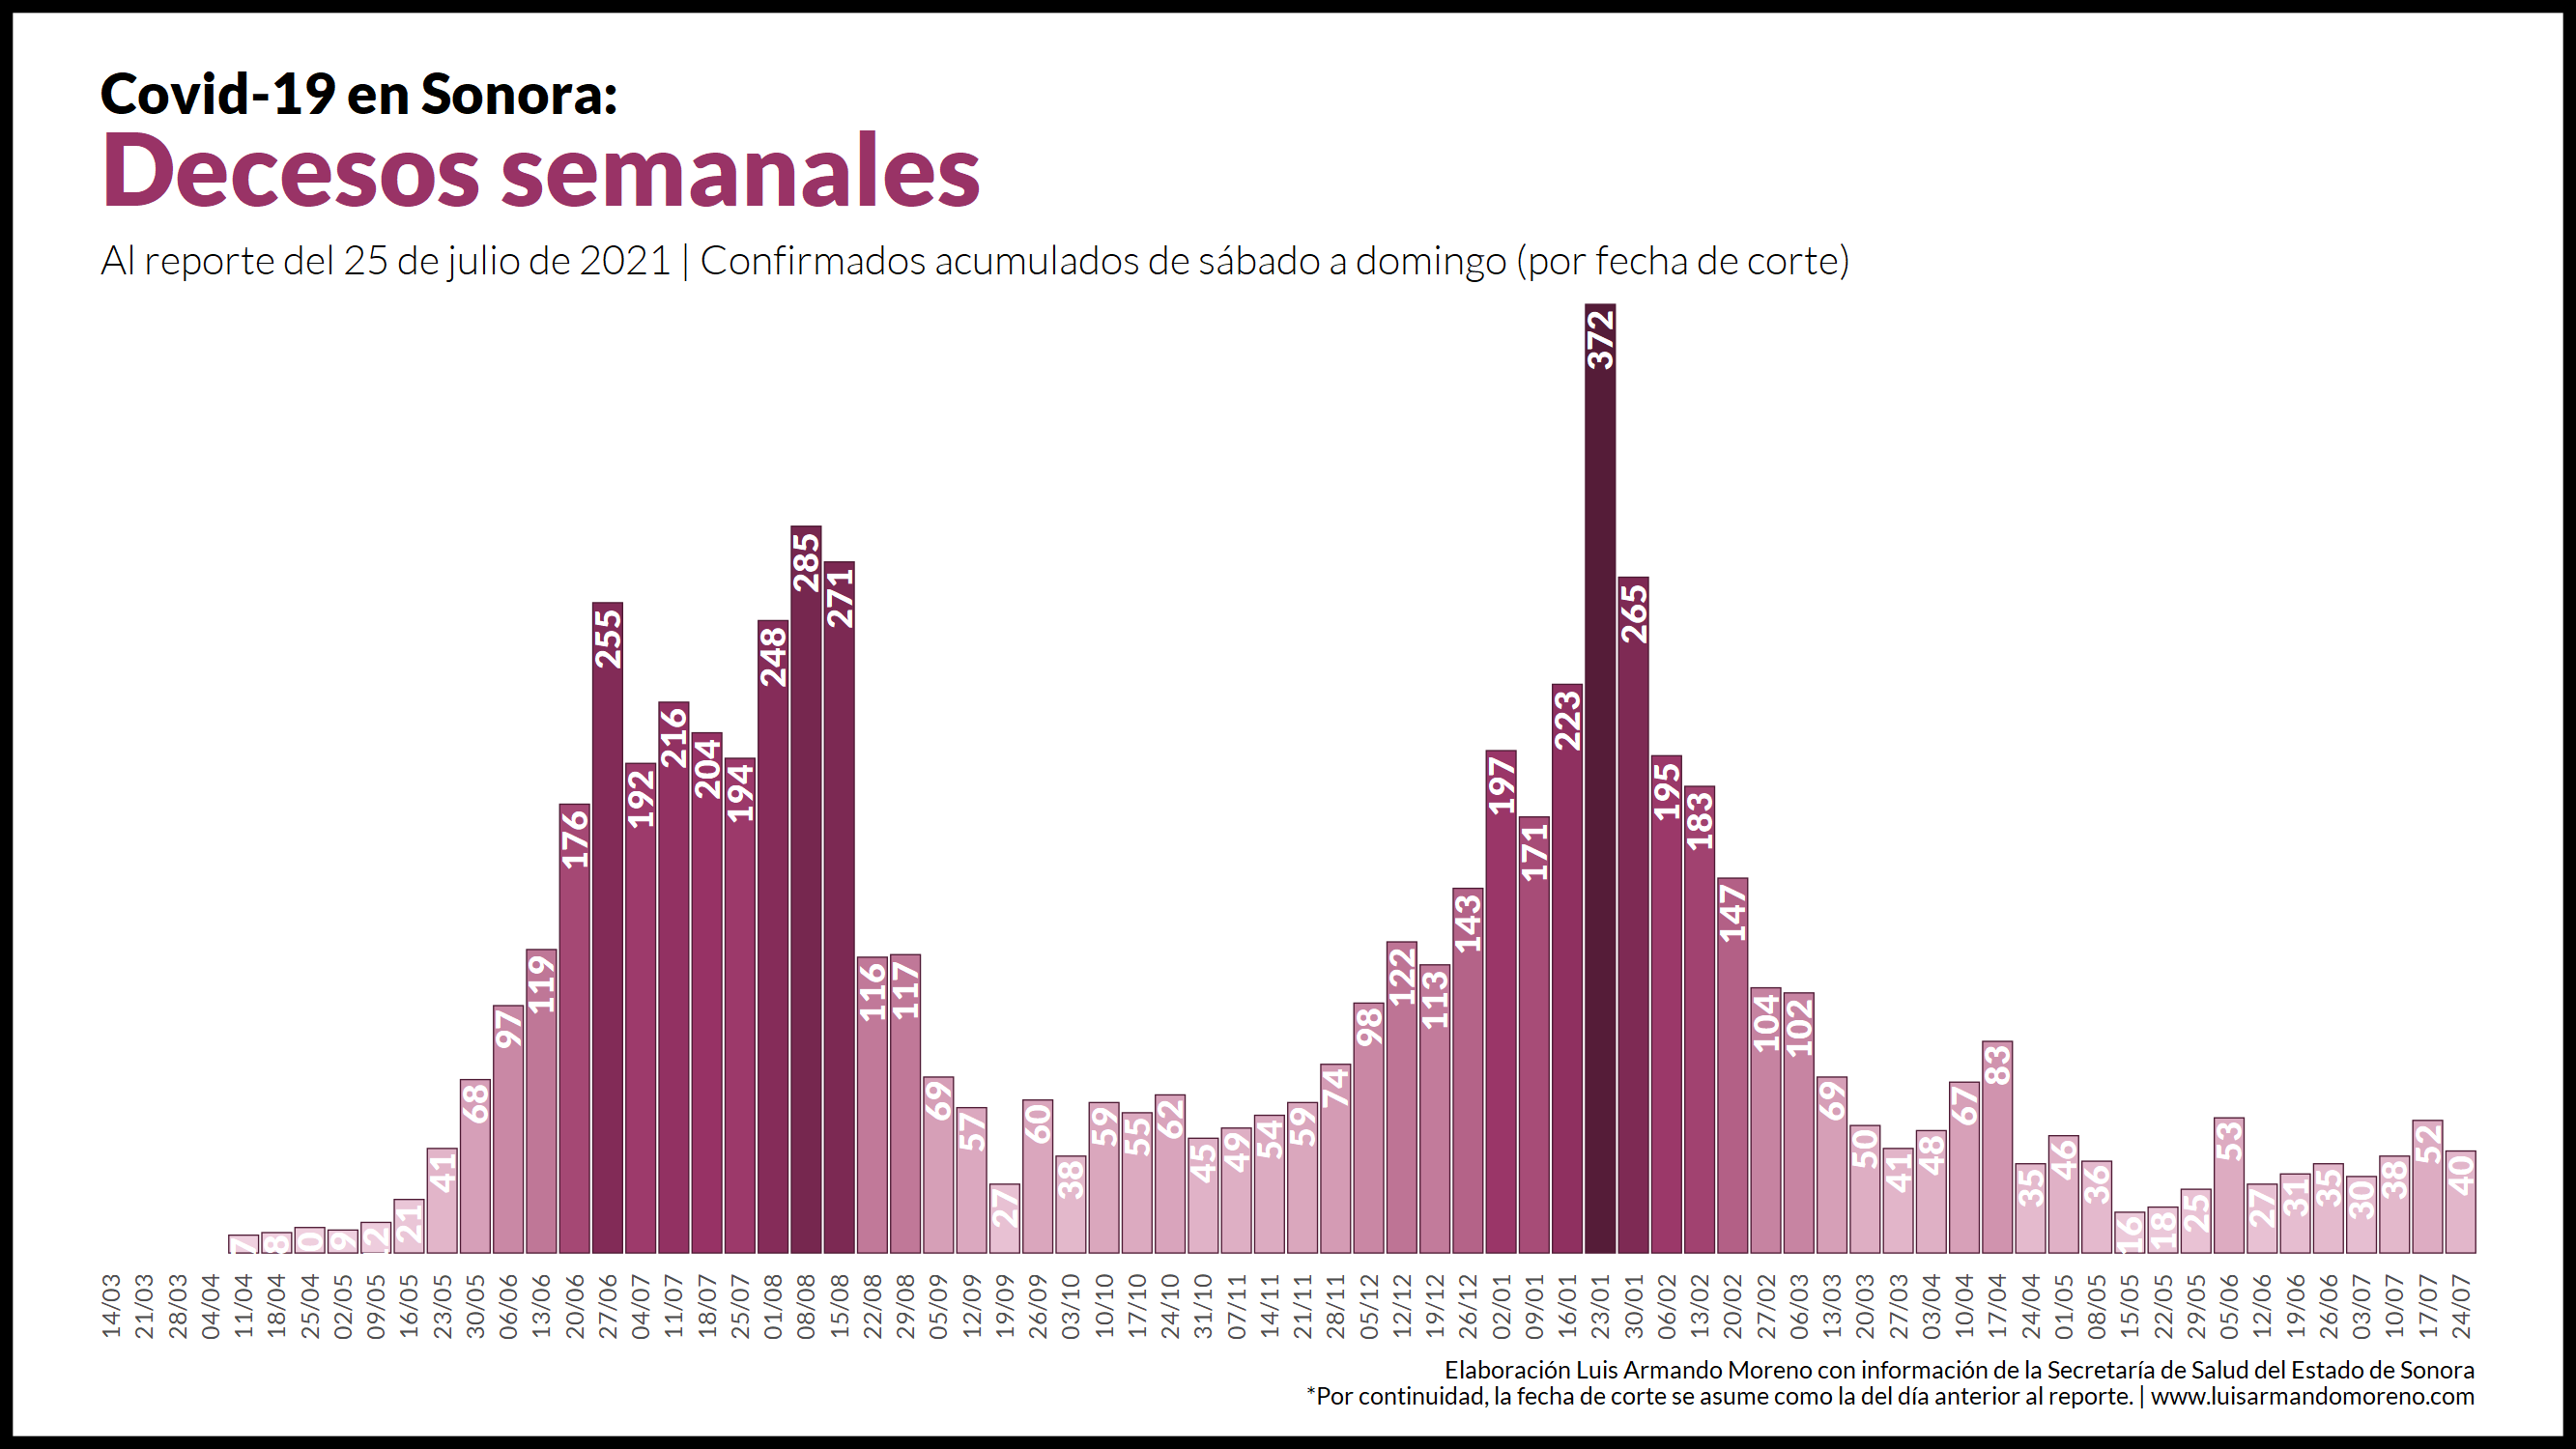 Covid-19 en Sonora:
Decesos semanales
Al reporte del 25 de julio de 2021 | Confirmados acumulados de sábado a domingo (por fecha de corte)
7 8 0 9 2 21 41 68 97 119 176 255 192 216 204 194 248 285 271 116 117 69 57 27 60 38 59 55 62 45 49 54 59 74 98 122 113 143 197 171 223 372 265 195 183 147 104 102 69 50 41 48 67 83 35 46 36 16 18 25 53 27 31 35 30 38 52 40
14/03 21/03 28/03 04/04 11/04 18/04 25/04 02/05 09/05 16/05 23/05 30/05 06/06 13/06 20/06 27/06 04/07 11/07 18/07 25/07 01/08 08/08 15/08 22/08 29/08 05/09 12/09 19/09 26/09 03/10 10/10 17/10 24/10 31/10 07/11 14/11 21/11 28/11 05/12 12/12 19/12 26/12 02/01 09/01 16/01 23/01 30/01 06/02 13/02 20/02 27/02 06/03 13/03 20/03 27/03 03/04 10/04 17/04 24/04 01/05 08/05 15/05 22/05 29/05 05/06 12/06 19/06 26/06 03/07 10/07 17/07 24/07
Elaboración Luis Armando Moreno con información de la Secretaría de Salud del Estado de Sonora
*Por continuidad, la fecha de corte se asume como la del día anterior al reporte. | www.luisarmandomoreno.com